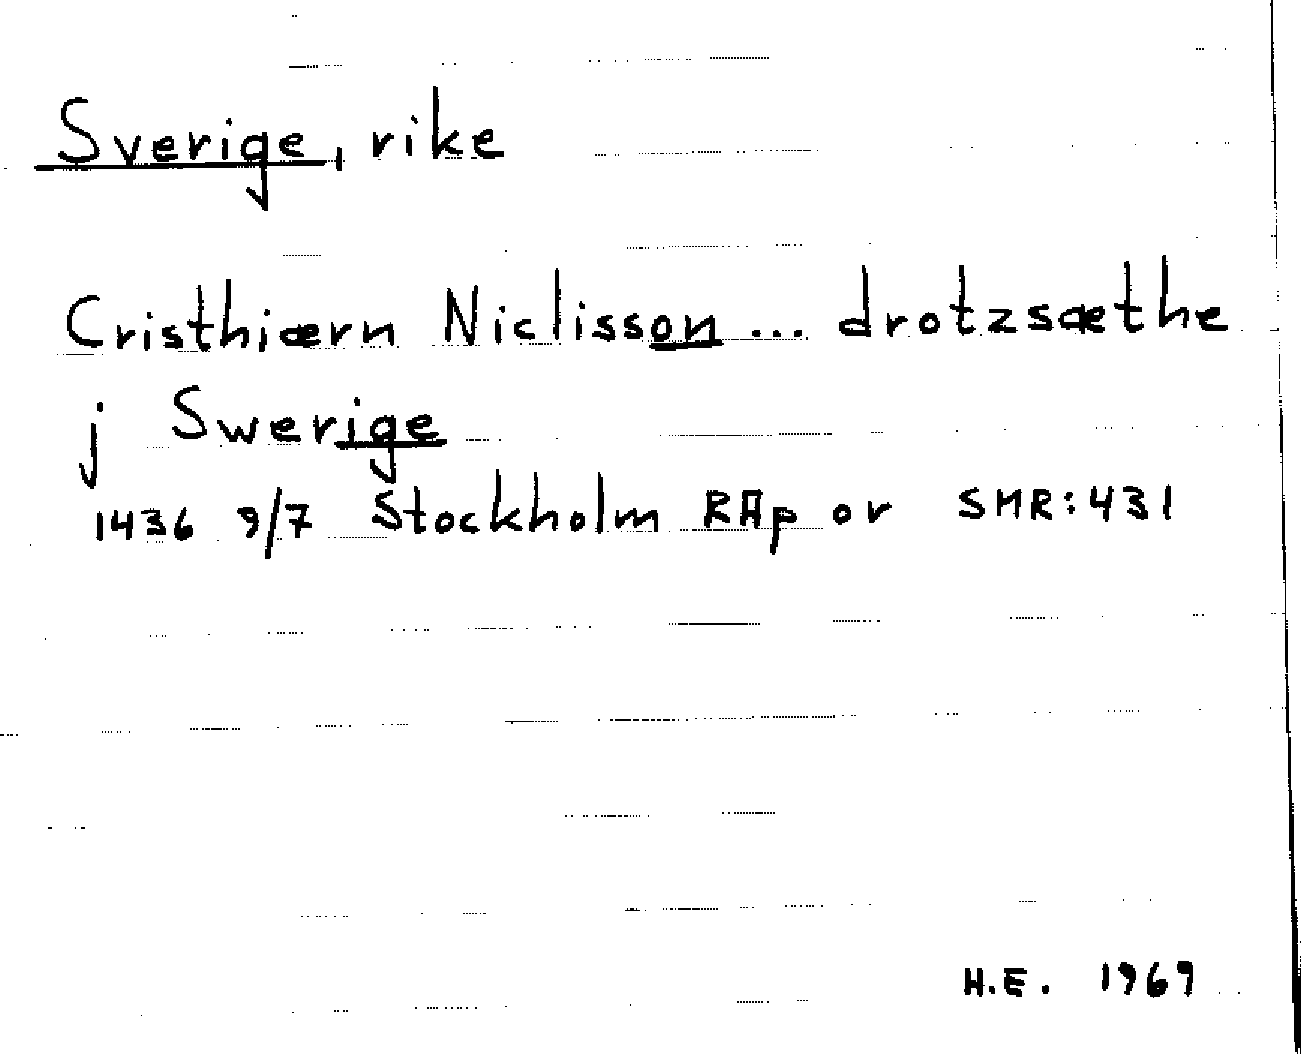 Sverige, rike
Cristhiærn Niclisson ... drotzsæthe
j Swerige
1436 9/7 Stockholm RAp or SMR:431
H.E. 1969